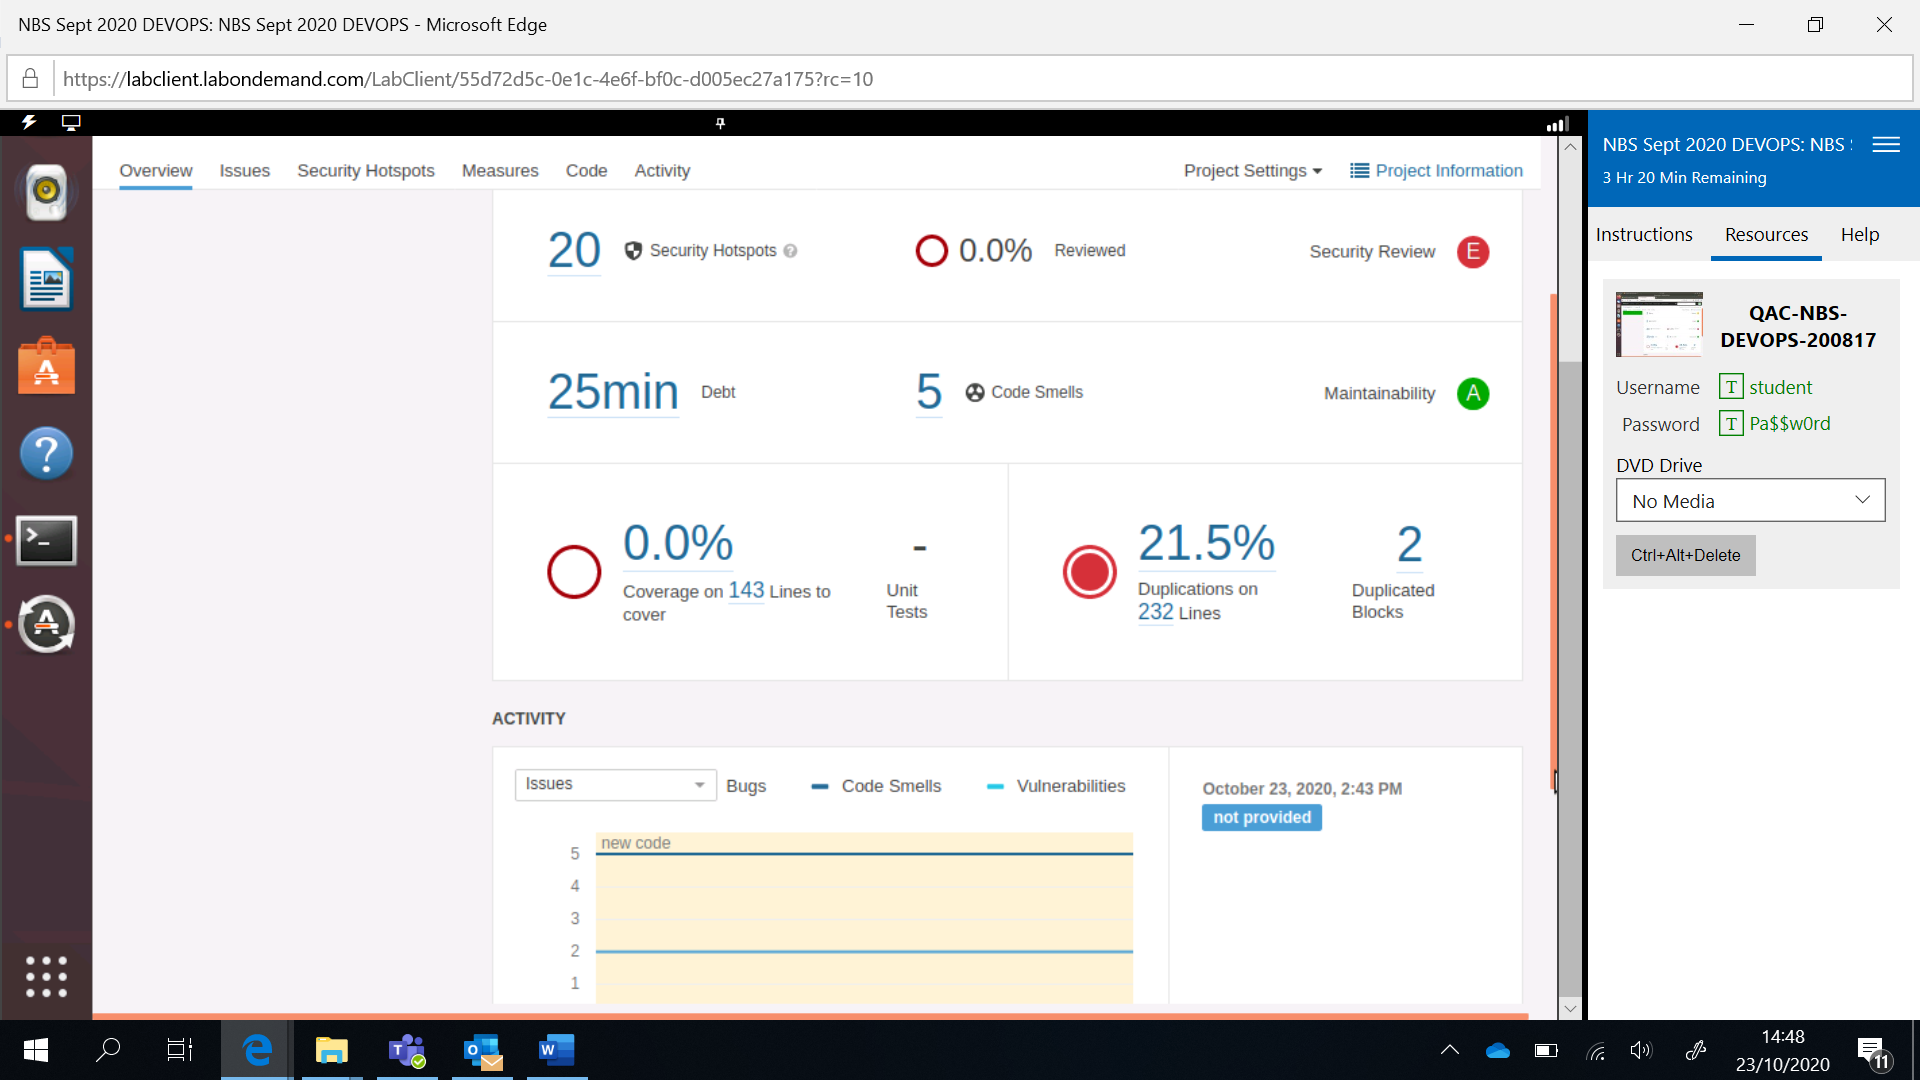 NBS Sept 2020 DEVOPS: NBS Sept 2020 DEVOPS - Microsoft Edge
https://labclient.labondemand.com/LabClient/55d72d5c-0e1c-4e6f-bf0c-d005ec27a175?rc=10
Overview Issues Security Hotspots Measures Code Activity Project Settings Project Information
20 Security Hotspots ? 0.0% Reviewed Security Review E
25min Debt 5 Code Smells Maintainability A
0.0%
Coverage on 143 Lines to
cover
-
Unit
Tests
21.5%
Duplications on
232 Lines
2
Duplicated
Blocks
ACTIVITY
Issues Bugs Code Smells Vulnerabilities
new code
5
4
3
2
1
October 23, 2020, 2:43 PM
not provided
NBS Sept 2020 DEVOPS: NBS
3 Hr 20 Min Remaining
Instructions Resources Help
QAC-NBS-
DEVOPS-200817
Username T student
Password T Pa$$w0rd
DVD Drive
No Media
Ctrl+Alt+Delete
14:48
23/10/2020
11